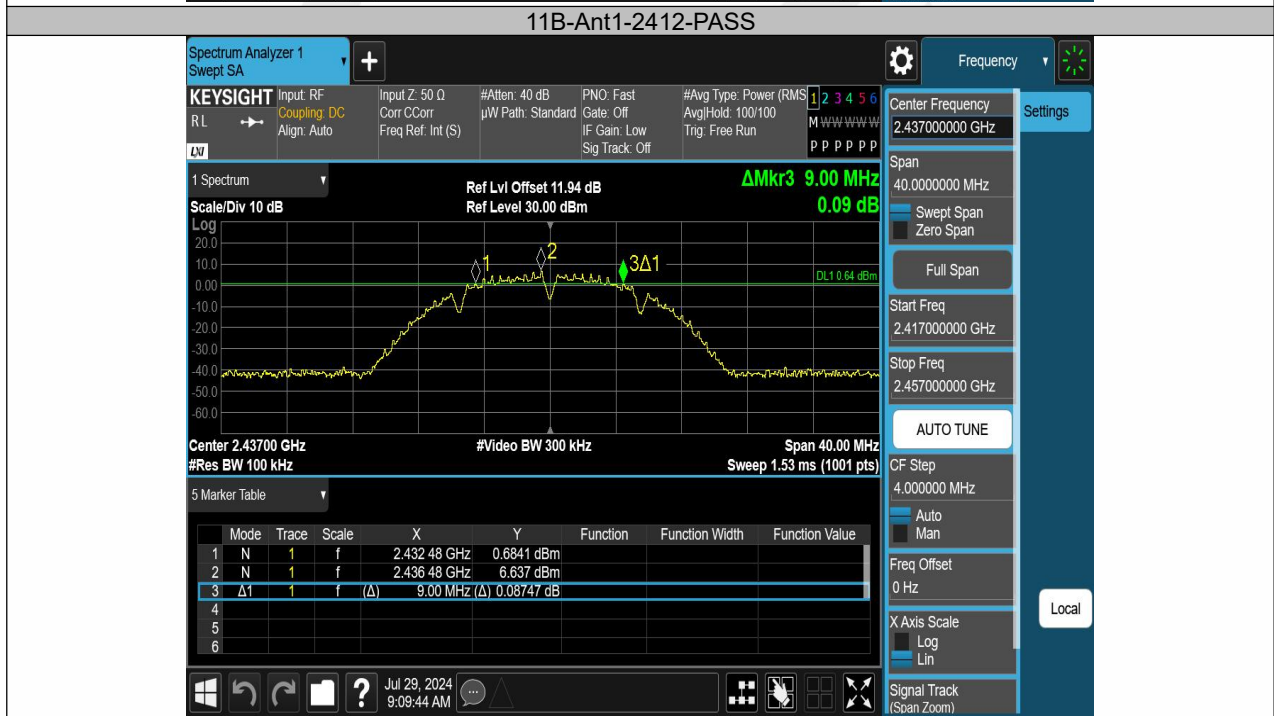 11B-Ant1-2412-PASS
Spectrum Analyzer 1
Swept SA
+
Frequency
KEYSIGHT
R L
LXI
Input: RF
Coupling: DC
Align: Auto
Input Z: 50 Ω
Corr CCorr
Freq Ref: Int (S)
#Atten: 40 dB
µW Path: Standard
PNO: Fast
Gate: Off
IF Gain: Low
Sig Track: Off
#Avg Type: Power (RMS
Avg|Hold: 100/100
Trig: Free Run
1 2 3 4 5 6
M W W W W W
P P P P P P
1 Spectrum
Scale/Div 10 dB
Ref Lvl Offset 11.94 dB
Ref Level 30.00 dBm
ΔMkr3 9.00 MHz
0.09 dB
Log
20.0
10.0
0.00
-10.0
-20.0
-30.0
-40.0
-50.0
-60.0
1
2
3Δ1
DL1 0.64 dBm
Center 2.43700 GHz
#Video BW 300 kHz
Span 40.00 MHz
#Res BW 100 kHz
Sweep 1.53 ms (1001 pts)
5 Marker Table
Mode Trace Scale X Y Function Function Width Function Value
1 N 1 f 2.432 48 GHz 0.6841 dBm
2 N 1 f 2.436 48 GHz 6.637 dBm
3 Δ1 1 f (Δ) 9.00 MHz (Δ) 0.08747 dB
4
5
6
?
Jul 29, 2024
9:09:44 AM
Center Frequency
2.437000000 GHz
Settings
Span
40.0000000 MHz
Swept Span
Zero Span
Full Span
Start Freq
2.417000000 GHz
Stop Freq
2.457000000 GHz
AUTO TUNE
CF Step
4.000000 MHz
Auto
Man
Freq Offset
0 Hz
Local
X Axis Scale
Log
Lin
Signal Track
(Span Zoom)